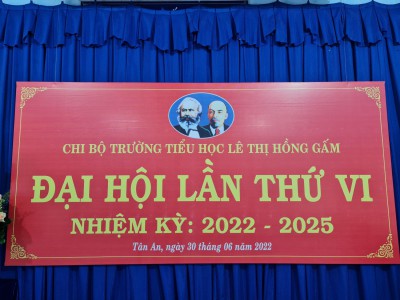 CHI BỘ TRƯỜNG TIỂU HỌC LÊ THỊ HỒNG GẤM
ĐẠI HỘI LẦN THỨ VI
NHIỆM KỲ: 2022 - 2025
Tân An, ngày 30 tháng 06 năm 2022